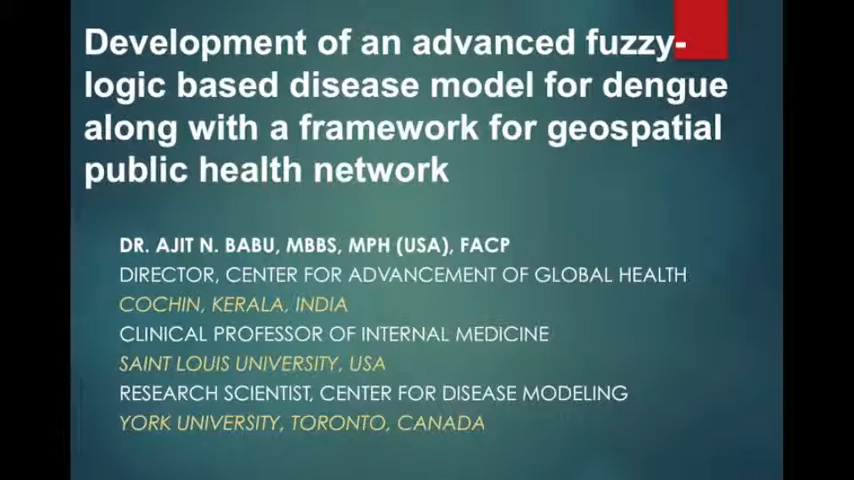 Development of an advanced fuzzy-
logic based disease model for dengue
along with a framework for geospatial
public health network
DR. AJIT N. BABU, MBBS, MPH (USA), FACP
DIRECTOR, CENTER FOR ADVANCEMENT OF GLOBAL HEALTH
COCHIN, KERALA, INDIA
CLINICAL PROFESSOR OF INTERNAL MEDICINE
SAINT LOUIS UNIVERSITY, USA
RESEARCH SCIENTIST, CENTER FOR DISEASE MODELING
YORK UNIVERSITY, TORONTO, CANADA